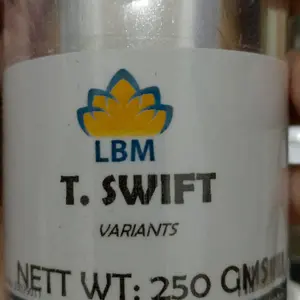 LBM
T. SWIFT
VARIANTS
NETT WT: 250 GMS